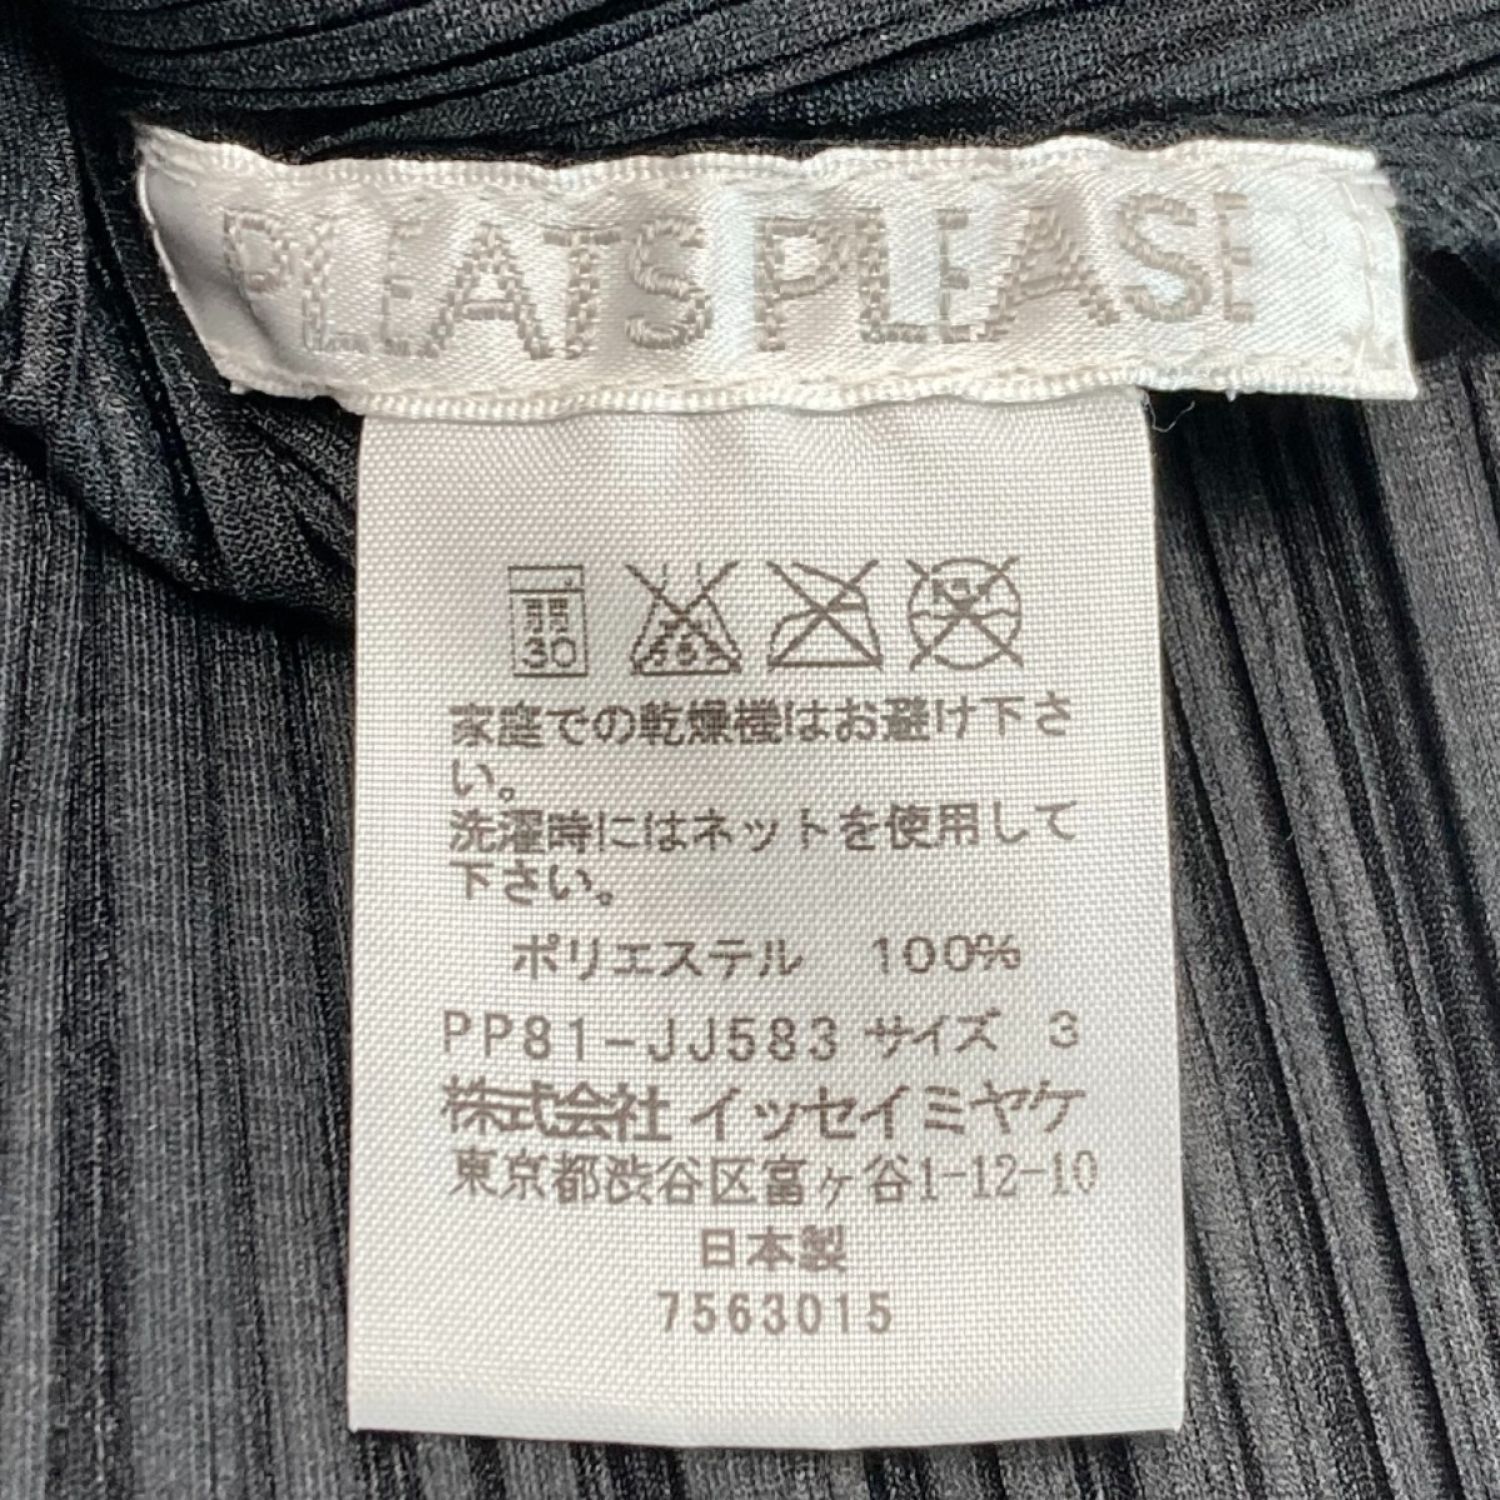 PLEATS PLEASE
30
家庭での乾燥機はお避け下さ
い。
洗濯時にはネットを使用して
下さい。
ポリエステル 100%
PP81-JJ583 サイズ 3
株式会社 イッセイミヤケ
東京都渋谷区富ヶ谷1-12-10
日本製
7563015